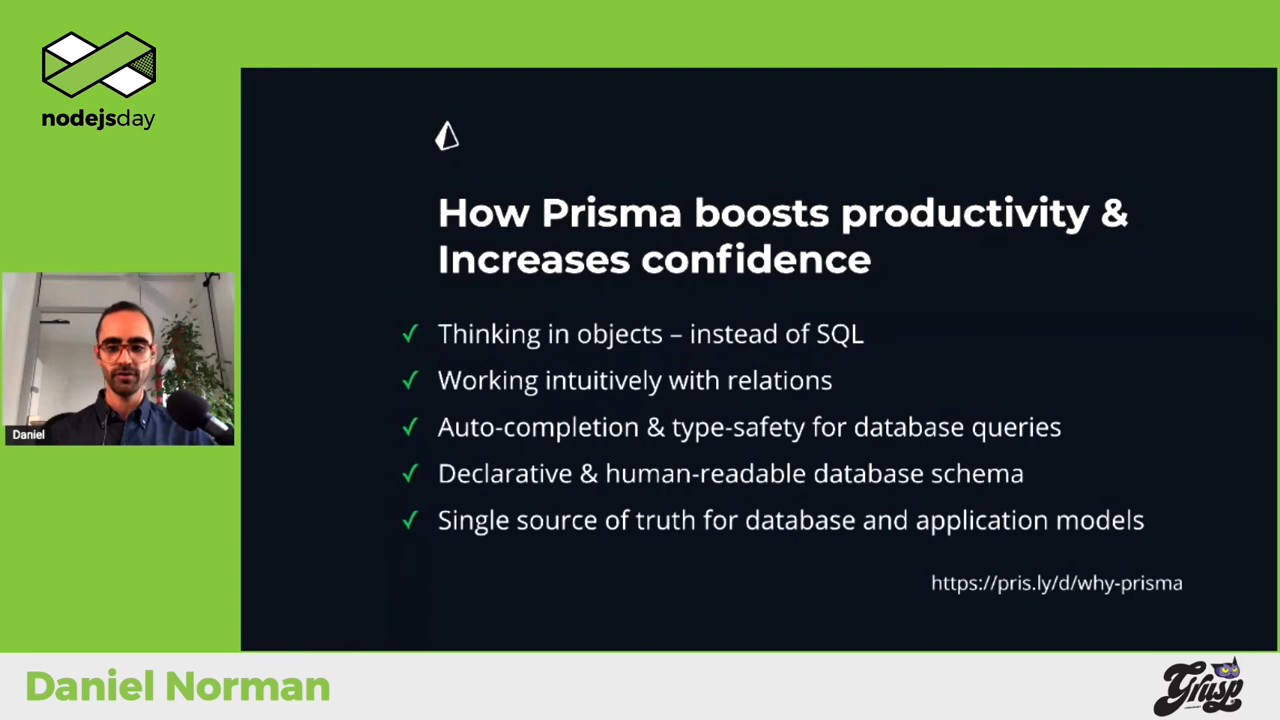 nodejsday
How Prisma boosts productivity &
Increases confidence
✓ Thinking in objects – instead of SQL
✓ Working intuitively with relations
✓ Auto-completion & type-safety for database queries
✓ Declarative & human-readable database schema
✓ Single source of truth for database and application models
https://pris.ly/d/why-prisma
Daniel
Daniel Norman
Grusp